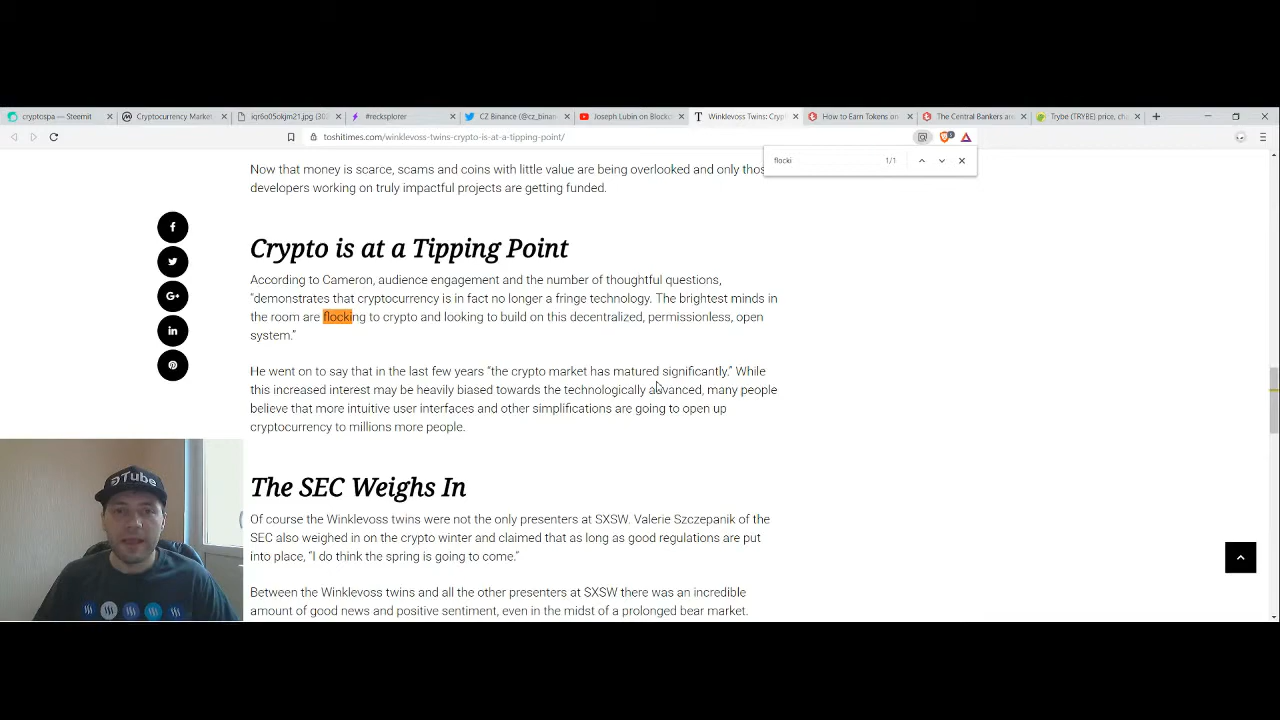 cryptospa — Steemit
Cryptocurrency Market
iqr6o05okjm21.jpg (303
#recksplorer
CZ Binance (@cz_binan
Joseph Lubin on Blocko
Winklevoss Twins: Cryp
How to Earn Tokens on
The Central Bankers are
Trybe (TRYBE) price, cha
toshitimes.com/winklevoss-twins-crypto-is-at-a-tipping-point/
flocki
1/1
Now that money is scarce, scams and coins with little value are being overlooked and only thos
developers working on truly impactful projects are getting funded.
Crypto is at a Tipping Point
According to Cameron, audience engagement and the number of thoughtful questions,
"demonstrates that cryptocurrency is in fact no longer a fringe technology. The brightest minds in
the room are flocking to crypto and looking to build on this decentralized, permissionless, open
system."
He went on to say that in the last few years "the crypto market has matured significantly." While
this increased interest may be heavily biased towards the technologically advanced, many people
believe that more intuitive user interfaces and other simplifications are going to open up
cryptocurrency to millions more people.
The SEC Weighs In
Of course the Winklevoss twins were not the only presenters at SXSW. Valerie Szczepanik of the
SEC also weighed in on the crypto winter and claimed that as long as good regulations are put
into place, "I do think the spring is going to come."
Between the Winklevoss twins and all the other presenters at SXSW there was an incredible
amount of good news and positive sentiment, even in the midst of a prolonged bear market.
DTube